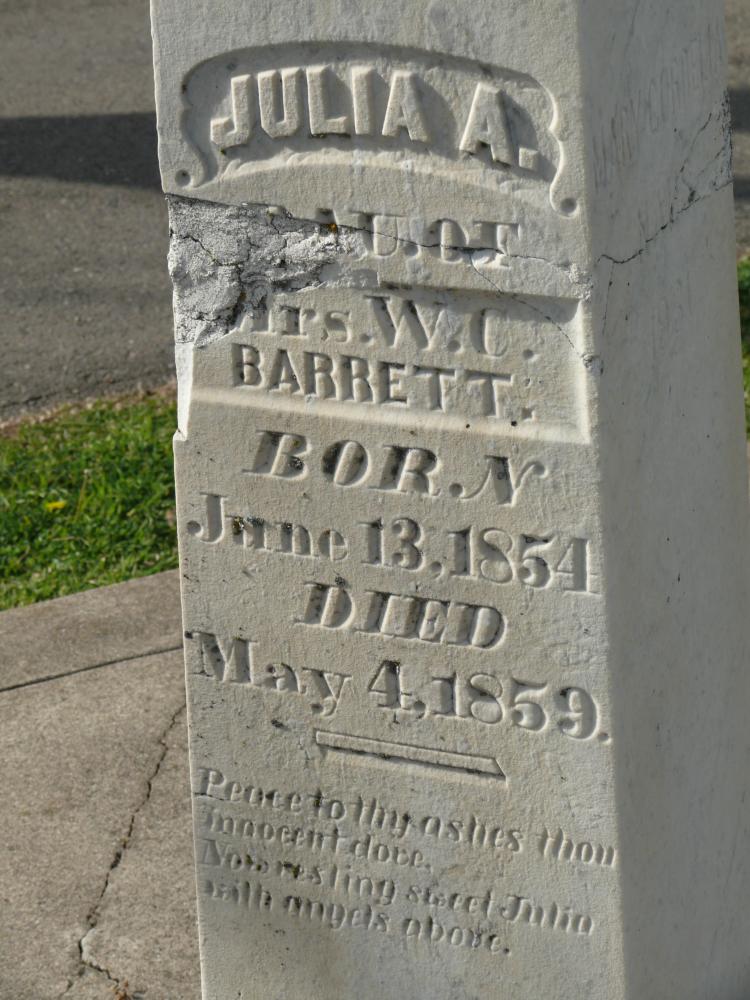 JULIA A.
AU. OF
Mrs. W. C.
BARRETT.
BORN
June 13, 1854
DIED
May 4, 1859.
Peace to thy ashes thou
innocent dove.
Now resting sweet Julia
with angels above.